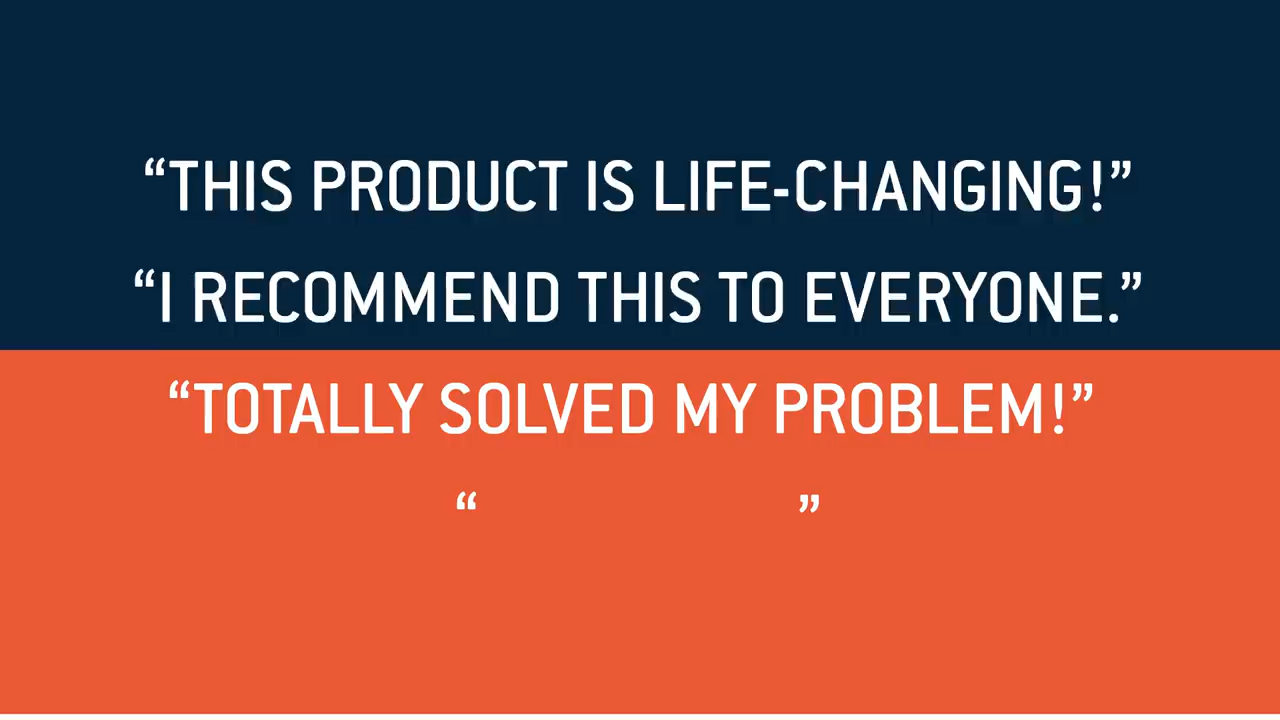 “THIS PRODUCT IS LIFE-CHANGING!”
“I RECOMMEND THIS TO EVERYONE.”
“TOTALLY SOLVED MY PROBLEM!”
“ ”